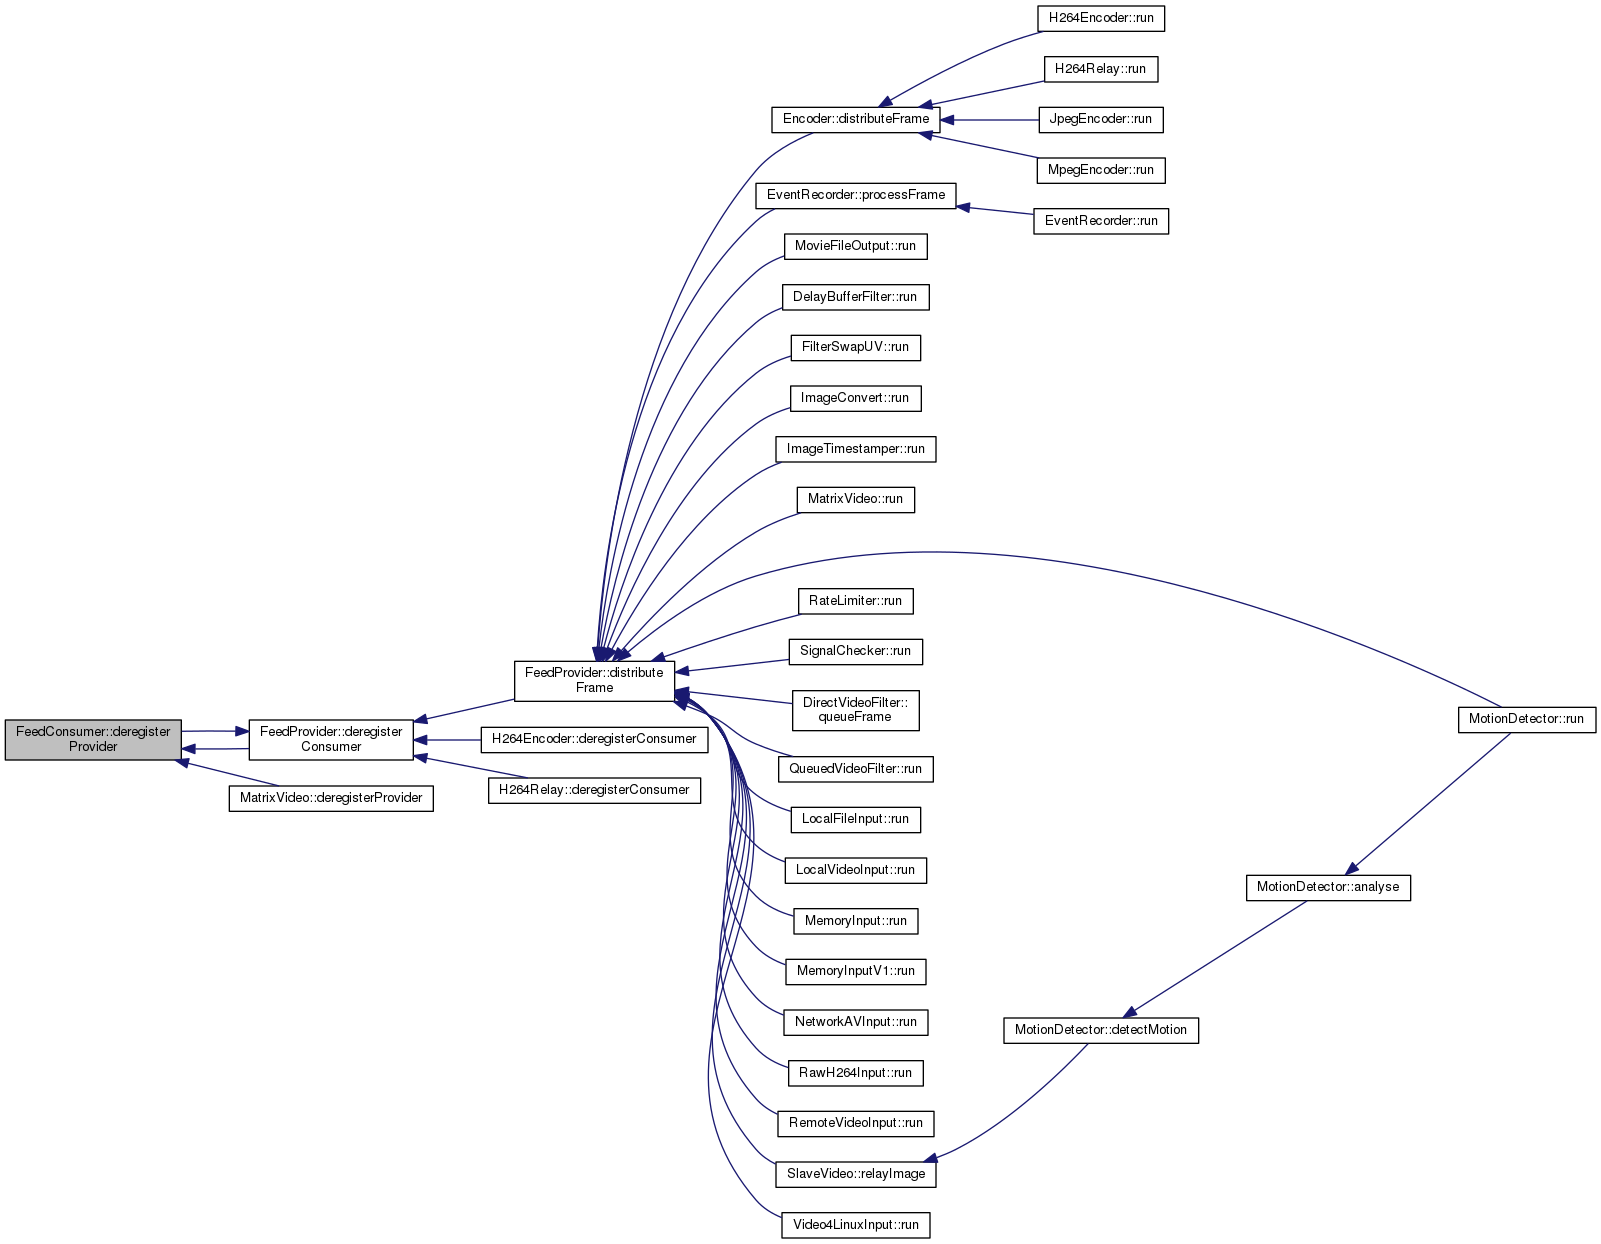 H264Encoder::run
H264Relay::run
Encoder::distributeFrame
JpegEncoder::run
MpegEncoder::run
EventRecorder::processFrame
EventRecorder::run
MovieFileOutput::run
DelayBufferFilter::run
FilterSwapUV::run
ImageConvert::run
ImageTimestamper::run
MatrixVideo::run
RateLimiter::run
SignalChecker::run
FeedProvider::distribute
Frame
DirectVideoFilter::
queueFrame
MotionDetector::run
FeedConsumer::deregister
Provider
FeedProvider::deregister
Consumer
H264Encoder::deregisterConsumer
QueuedVideoFilter::run
H264Relay::deregisterConsumer
MatrixVideo::deregisterProvider
LocalFileInput::run
LocalVideoInput::run
MotionDetector::analyse
MemoryInput::run
MemoryInputV1::run
NetworkAVInput::run
MotionDetector::detectMotion
RawH264Input::run
RemoteVideoInput::run
SlaveVideo::relayImage
Video4LinuxInput::run